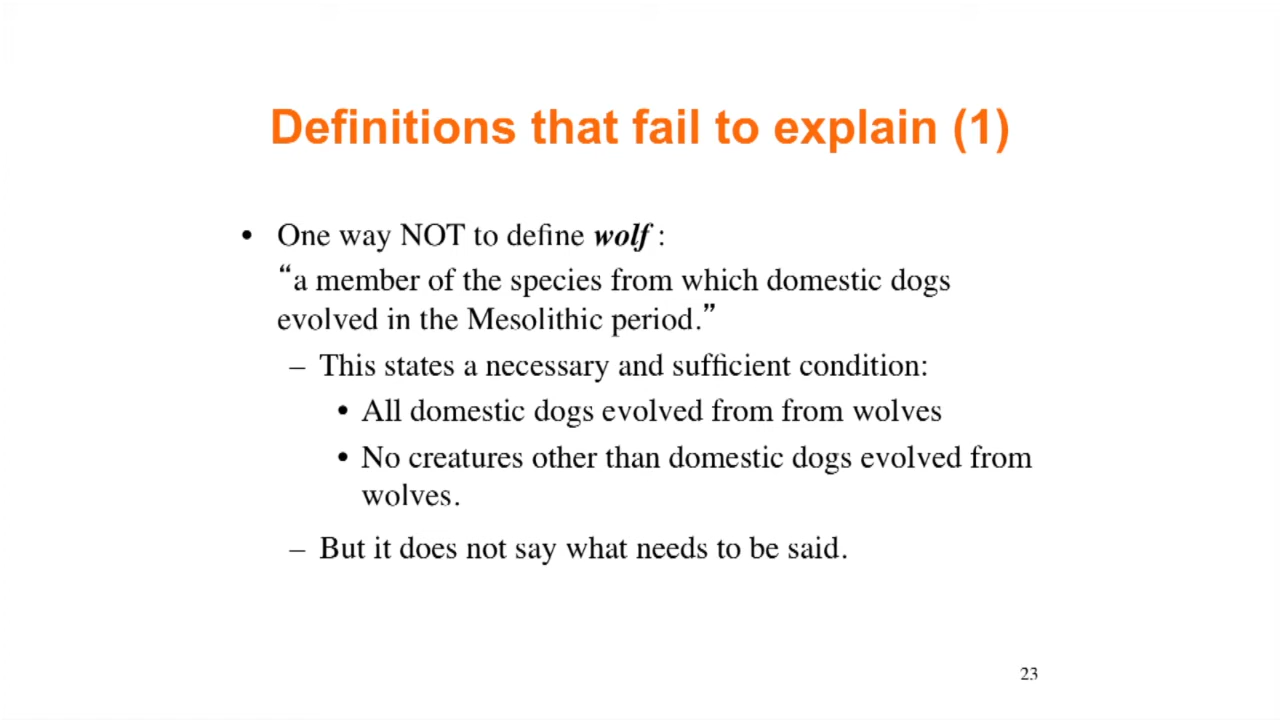 Definitions that fail to explain (1)
• One way NOT to define wolf :
“a member of the species from which domestic dogs
evolved in the Mesolithic period.”
– This states a necessary and sufficient condition:
• All domestic dogs evolved from from wolves
• No creatures other than domestic dogs evolved from
wolves.
– But it does not say what needs to be said.
23